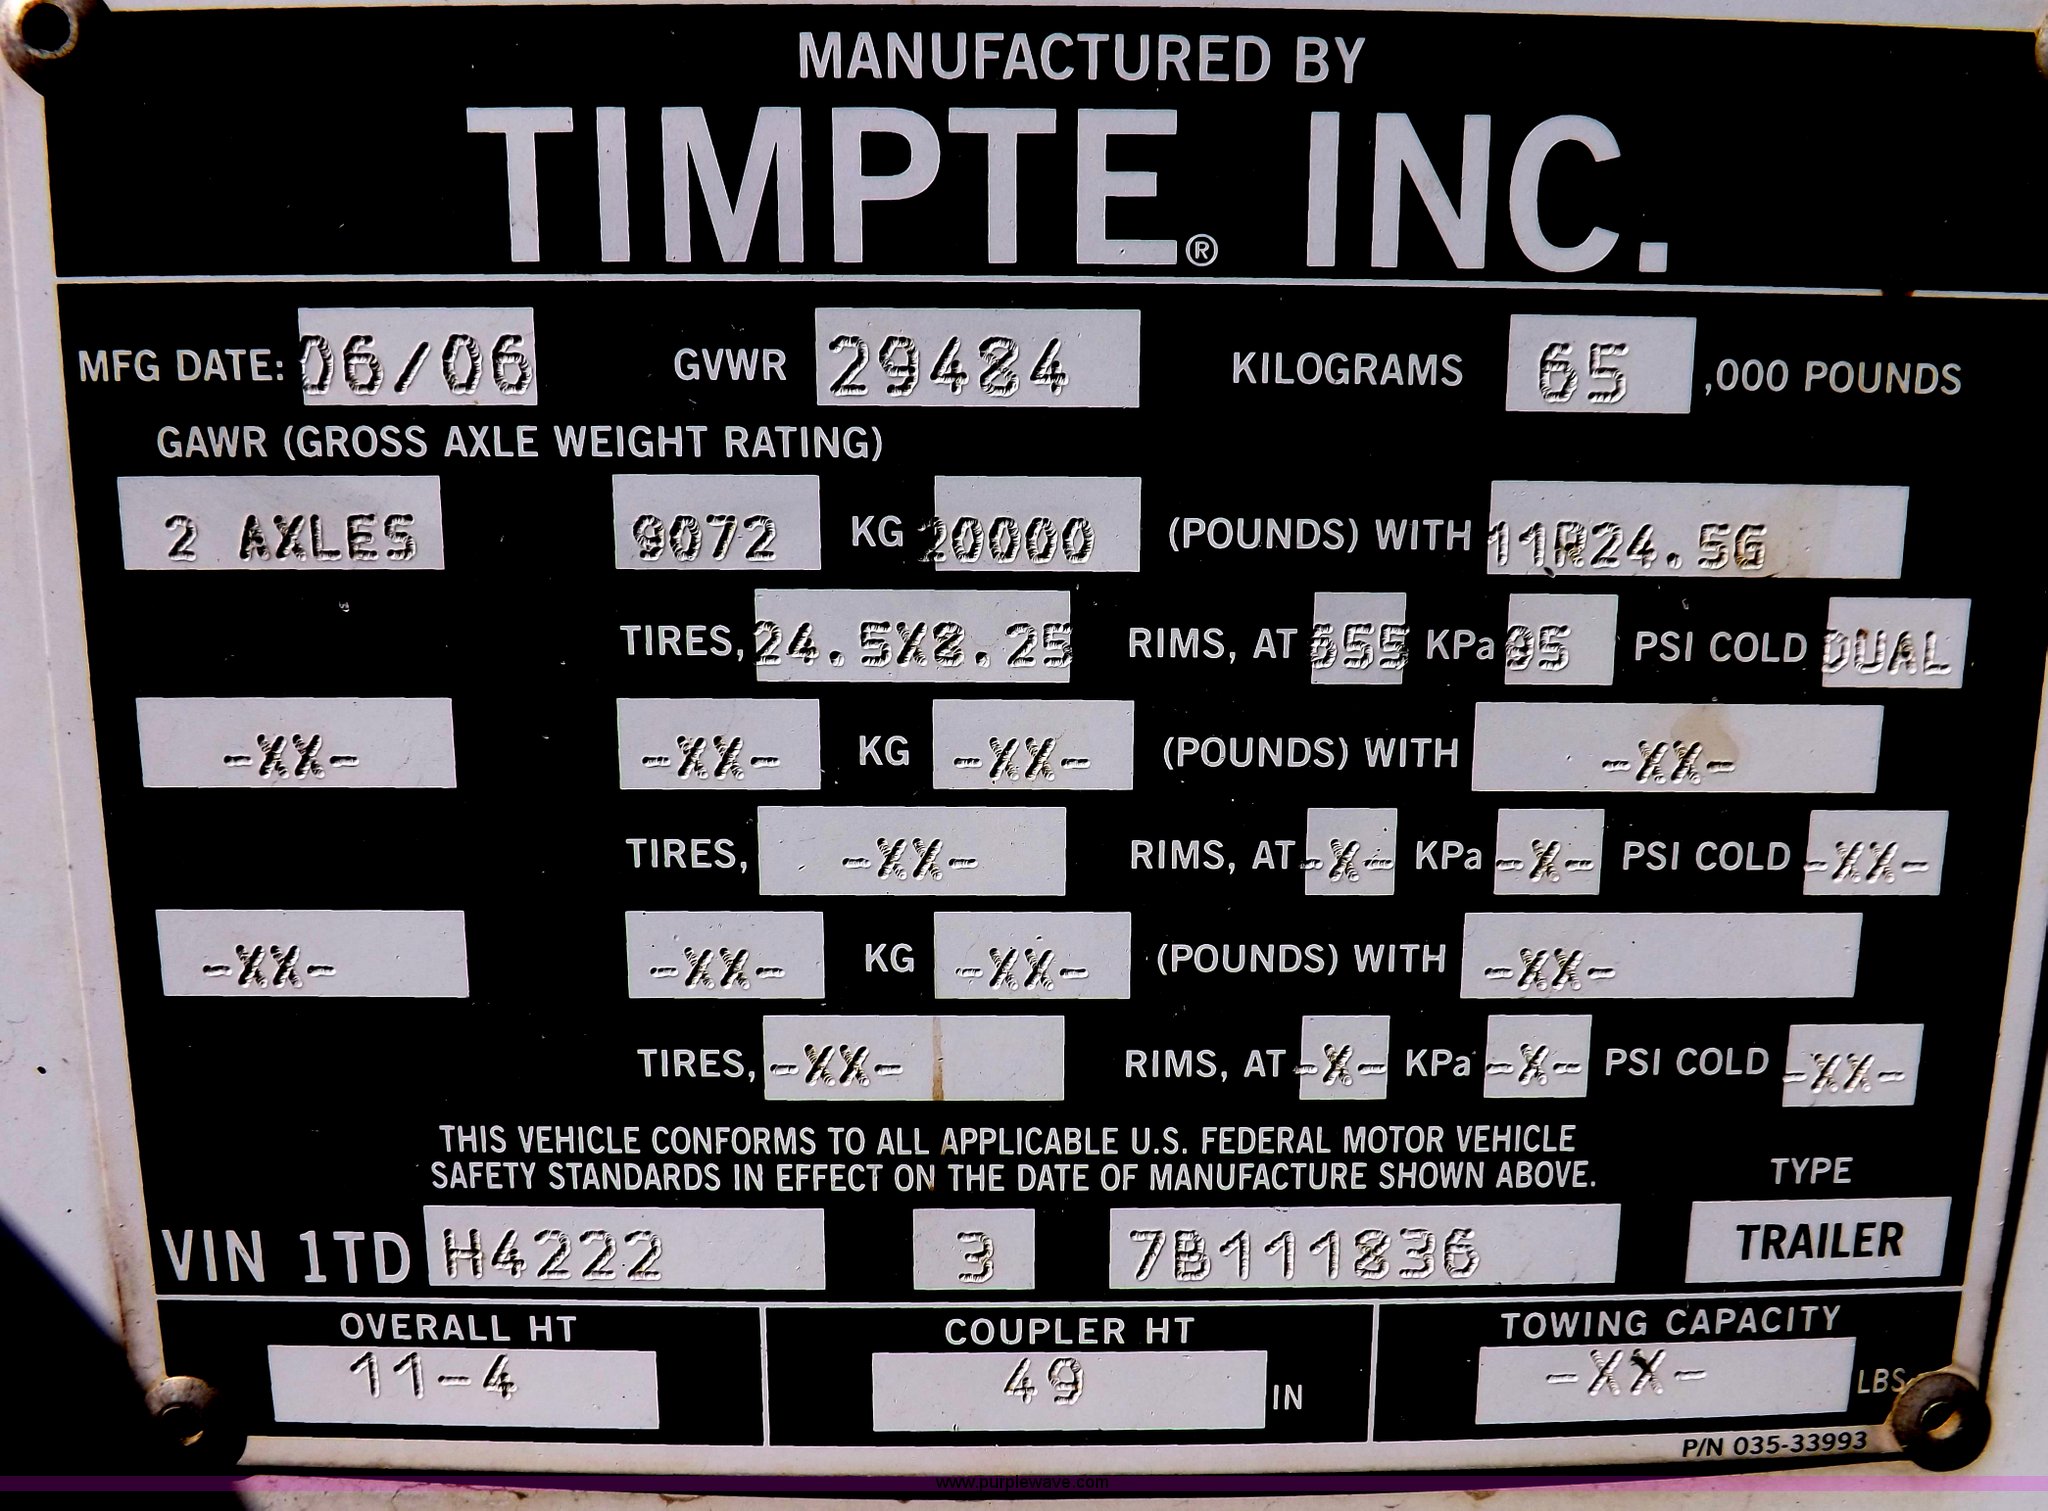 MANUFACTURED BY
TIMPTE® INC.
MFG DATE: 06/06 GVWR 29484 KILOGRAMS 65 ,000 POUNDS
GAWR (GROSS AXLE WEIGHT RATING)
2 AXLES 9072 KG 20000 (POUNDS) WITH 11R24.5G
TIRES, 24.5X8.25 RIMS, AT 655 KPa 95 PSI COLD DUAL
-XX- -XX- KG -XX- (POUNDS) WITH -XX-
TIRES, -XX- RIMS, AT -X- KPa -X- PSI COLD -XX-
-XX- -XX- KG -XX- (POUNDS) WITH -XX-
TIRES, -XX- RIMS, AT -X- KPa -X- PSI COLD -XX-
THIS VEHICLE CONFORMS TO ALL APPLICABLE U.S. FEDERAL MOTOR VEHICLE
SAFETY STANDARDS IN EFFECT ON THE DATE OF MANUFACTURE SHOWN ABOVE.
TYPE
VIN 1TD H4222 3 7B111836 TRAILER
OVERALL HT COUPLER HT TOWING CAPACITY
11-4 49 IN -XX- LBS
P/N 035-33993
www.purplewave.com